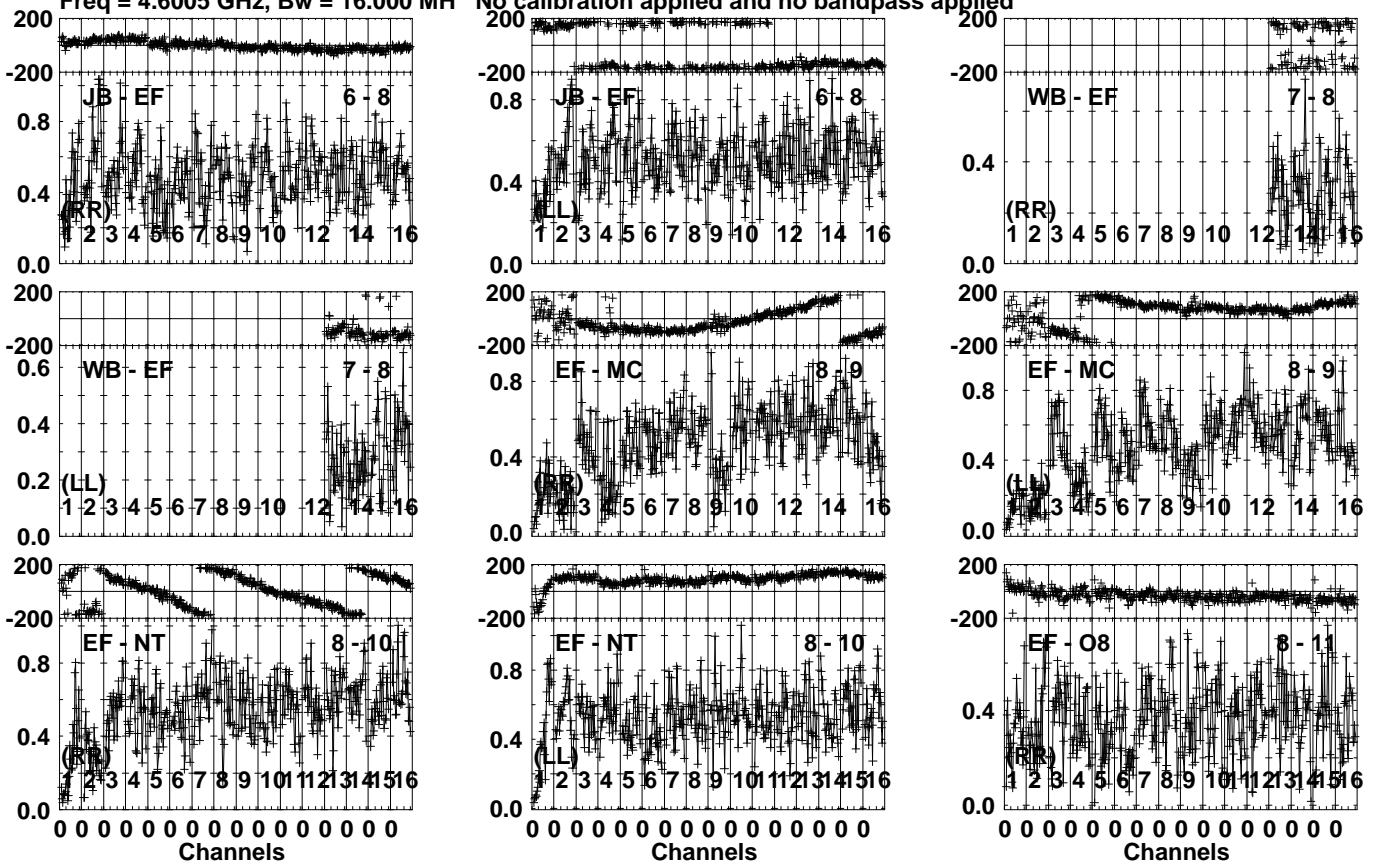 Freq = 4.6005 GHz, Bw = 16.000 MH No calibration applied and no bandpass applied
200 200 200
-200 -200 -200
JB - EF 6 - 8 JB - EF 6 - 8 WB - EF 7 - 8
0.8 0.8
0.4 0.4 0.4
(RR) (LL) (RR)
1 2 3 4 5 6 7 8 9 10 12 14 16 1 2 3 4 5 6 7 8 9 10 12 14 16 1 2 3 4 5 6 7 8 9 10 12 14 16
0.0 0.0 0.0
200 200 200
-200 -200 -200
WB - EF 7 - 8 EF - MC 8 - 9 EF - MC 8 - 9
0.6 0.8 0.8
0.4 0.4 0.4
0.2
(LL) (RR) (LL)
1 2 3 4 5 6 7 8 9 10 12 14 16 1 2 3 4 5 6 7 8 9 10 12 14 16 1 2 3 4 5 6 7 8 9 10 12 14 16
0.0 0.0 0.0
200 200 200
-200 -200 -200
EF - NT 8 - 10 EF - NT 8 - 10 EF - O8 8 - 11
0.8 0.8
0.4 0.4 0.4
(RR) (LL) (RR)
1 2 3 4 5 6 7 8 9 10 11 12 13 14 15 16 1 2 3 4 5 6 7 8 9 10 11 12 13 14 15 16 1 2 3 4 5 6 7 8 9 10 11 12 13 14 15 16
0.0 0.0 0.0
0 0 0 0 0 0 0 0 0 0 0 0 0 0 0 0 0 0 0 0 0 0 0 0 0 0 0 0 0 0 0 0 0 0 0 0 0 0 0 0 0 0 0 0 0 0 0 0
Channels Channels Channels